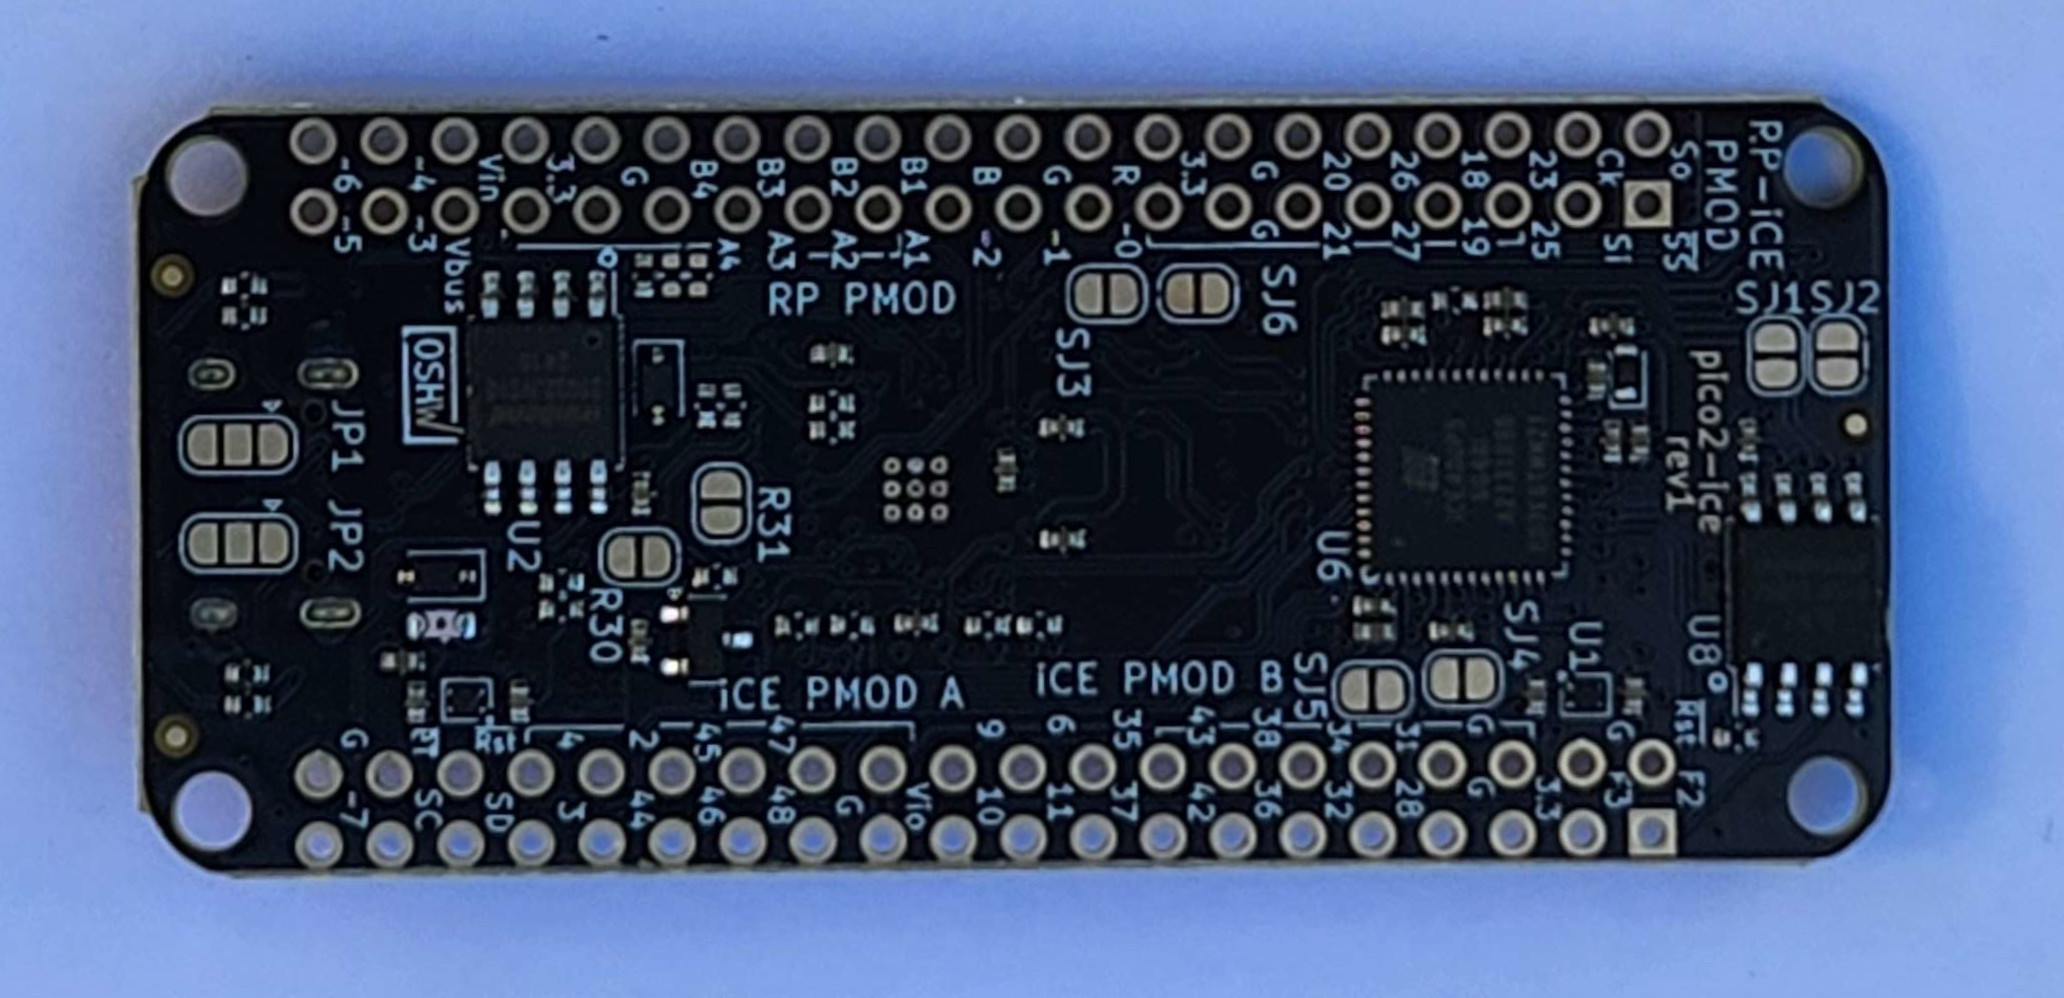 So
Ck
23
18
26
20
G
3.3
R
G
B
B1
B2
B3
B4
G
3.3
Vin
-4
-6
PMOD
RP-iCE
SS
SI
25
19
27
21
G
-0
-1
-2
A1
A2
A3
A4
Vbus
-3
-5
RP PMOD
SJ6
SJ1 SJ2
SJ3
OSHW
JP1
JP2
U2
R31
R30
pico2-ice
rev1
U6
SJ4
U1
U8
SJ5
iCE PMOD A
iCE PMOD B
G
Rst
4
2
45
47
9
6
35
43
38
34
31
G
G
Rst
-7
SC
SD
3
44
46
48
G
Vio
10
11
37
42
36
32
28
G
3.3
F3
F2